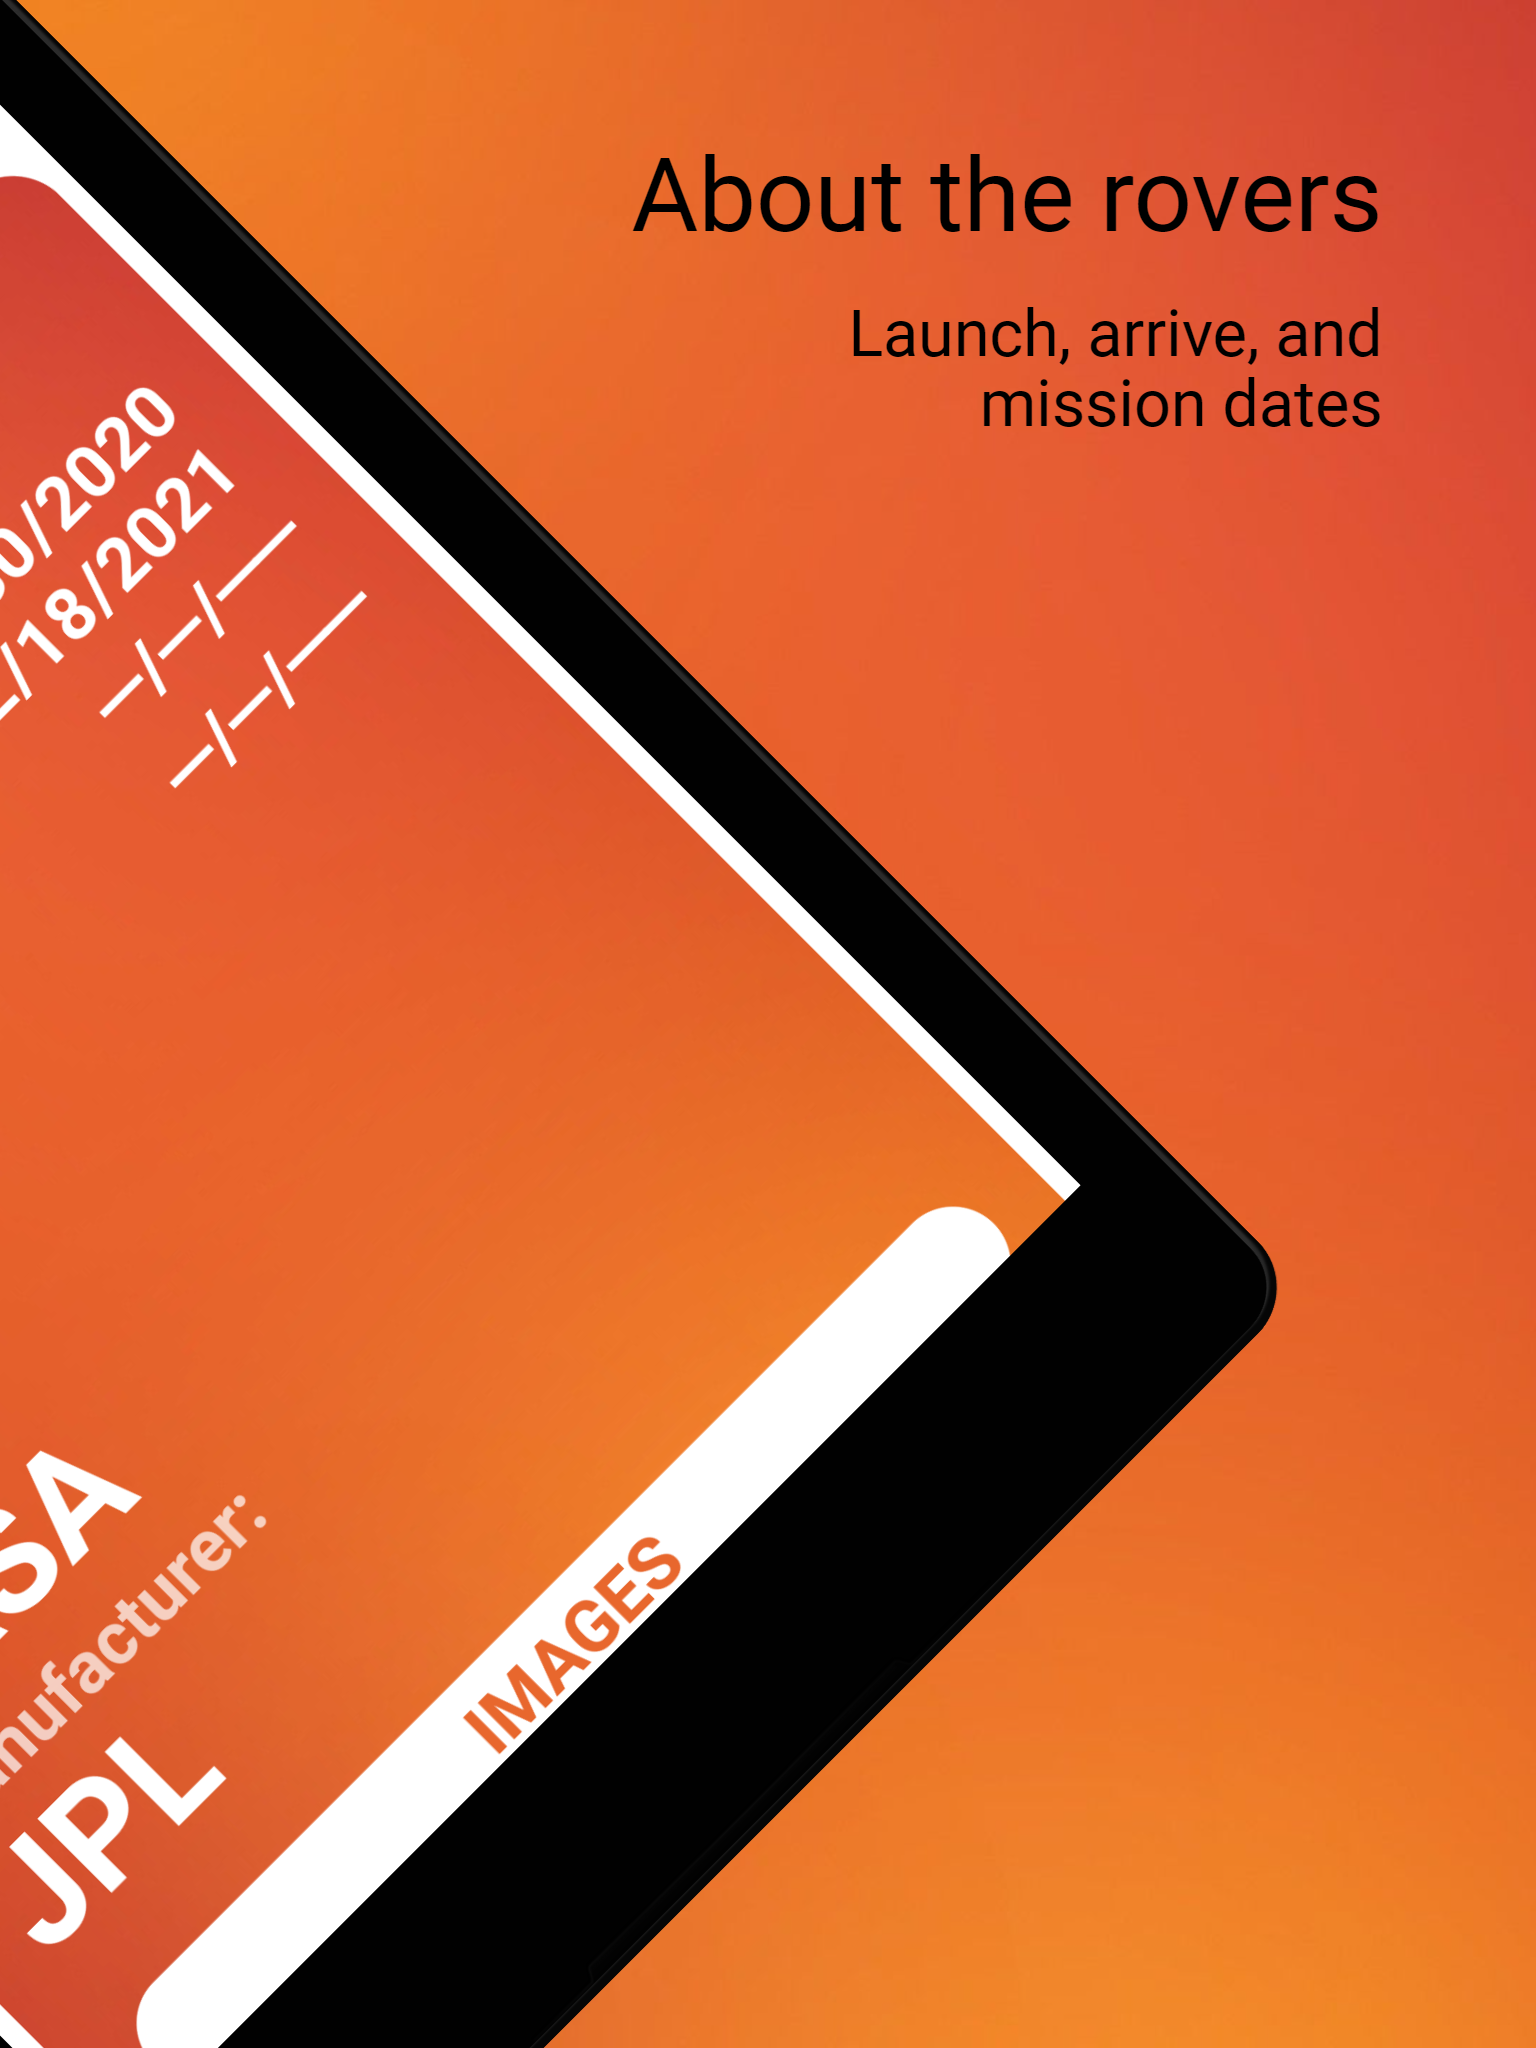 About the rovers
Launch, arrive, and
mission dates
0/2020
/18/2021
—/—/——
—/—/——
SA
nufacturer:
JPL
IMAGES